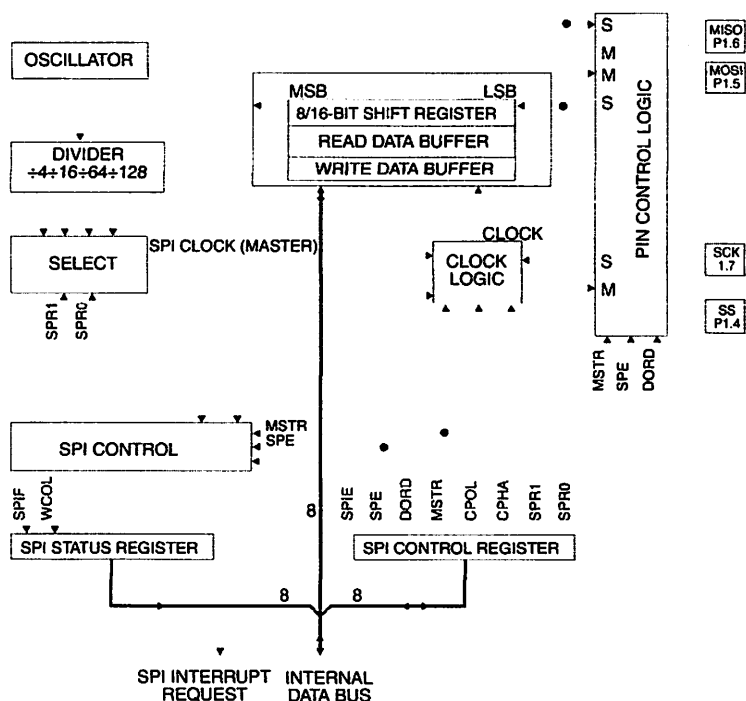 OSCILLATOR
DIVIDER
÷4÷16÷64÷128
SELECT
SPI CLOCK (MASTER)
SPR1
SPR0
MSB
LSB
8/16-BIT SHIFT REGISTER
READ DATA BUFFER
WRITE DATA BUFFER
CLOCK
CLOCK
LOGIC
S
M
M
S
S
M
PIN CONTROL LOGIC
MISO
P1.6
MOSI
P1.5
SCK
1.7
SS
P1.4
MSTR
SPE
DORD
SPI CONTROL
MSTR
SPE
SPIF
WCOL
SPI STATUS REGISTER
8
SPIE
SPE
DORD
MSTR
CPOL
CPHA
SPR1
SPR0
SPI CONTROL REGISTER
8
8
SPI INTERRUPT
REQUEST
INTERNAL
DATA BUS